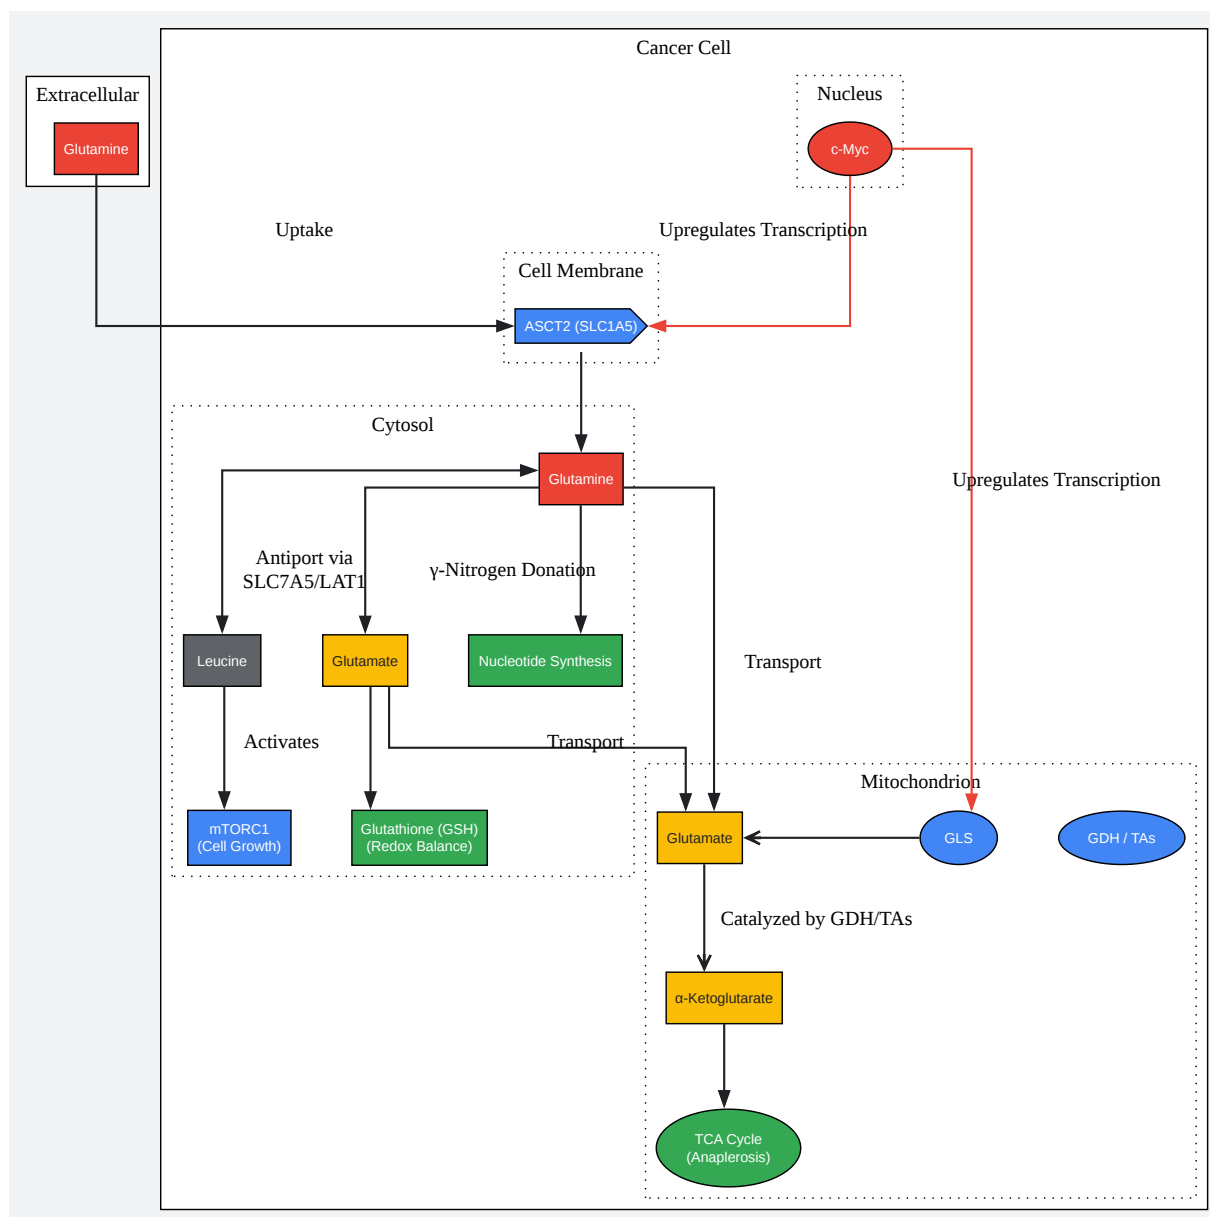 Cancer Cell
Extracellular
Glutamine
Nucleus
c-Myc
Uptake
Upregulates Transcription
Cell Membrane
ASCT2 (SLC1A5)
Cytosol
Glutamine
Upregulates Transcription
Antiport via
SLC7A5/LAT1
γ-Nitrogen Donation
Leucine
Glutamate
Nucleotide Synthesis
Transport
Activates
Transport
Mitochondrion
mTORC1
(Cell Growth)
Glutathione (GSH)
(Redox Balance)
Glutamate
GLS
GDH / TAs
Catalyzed by GDH/TAs
α-Ketoglutarate
TCA Cycle
(Anaplerosis)